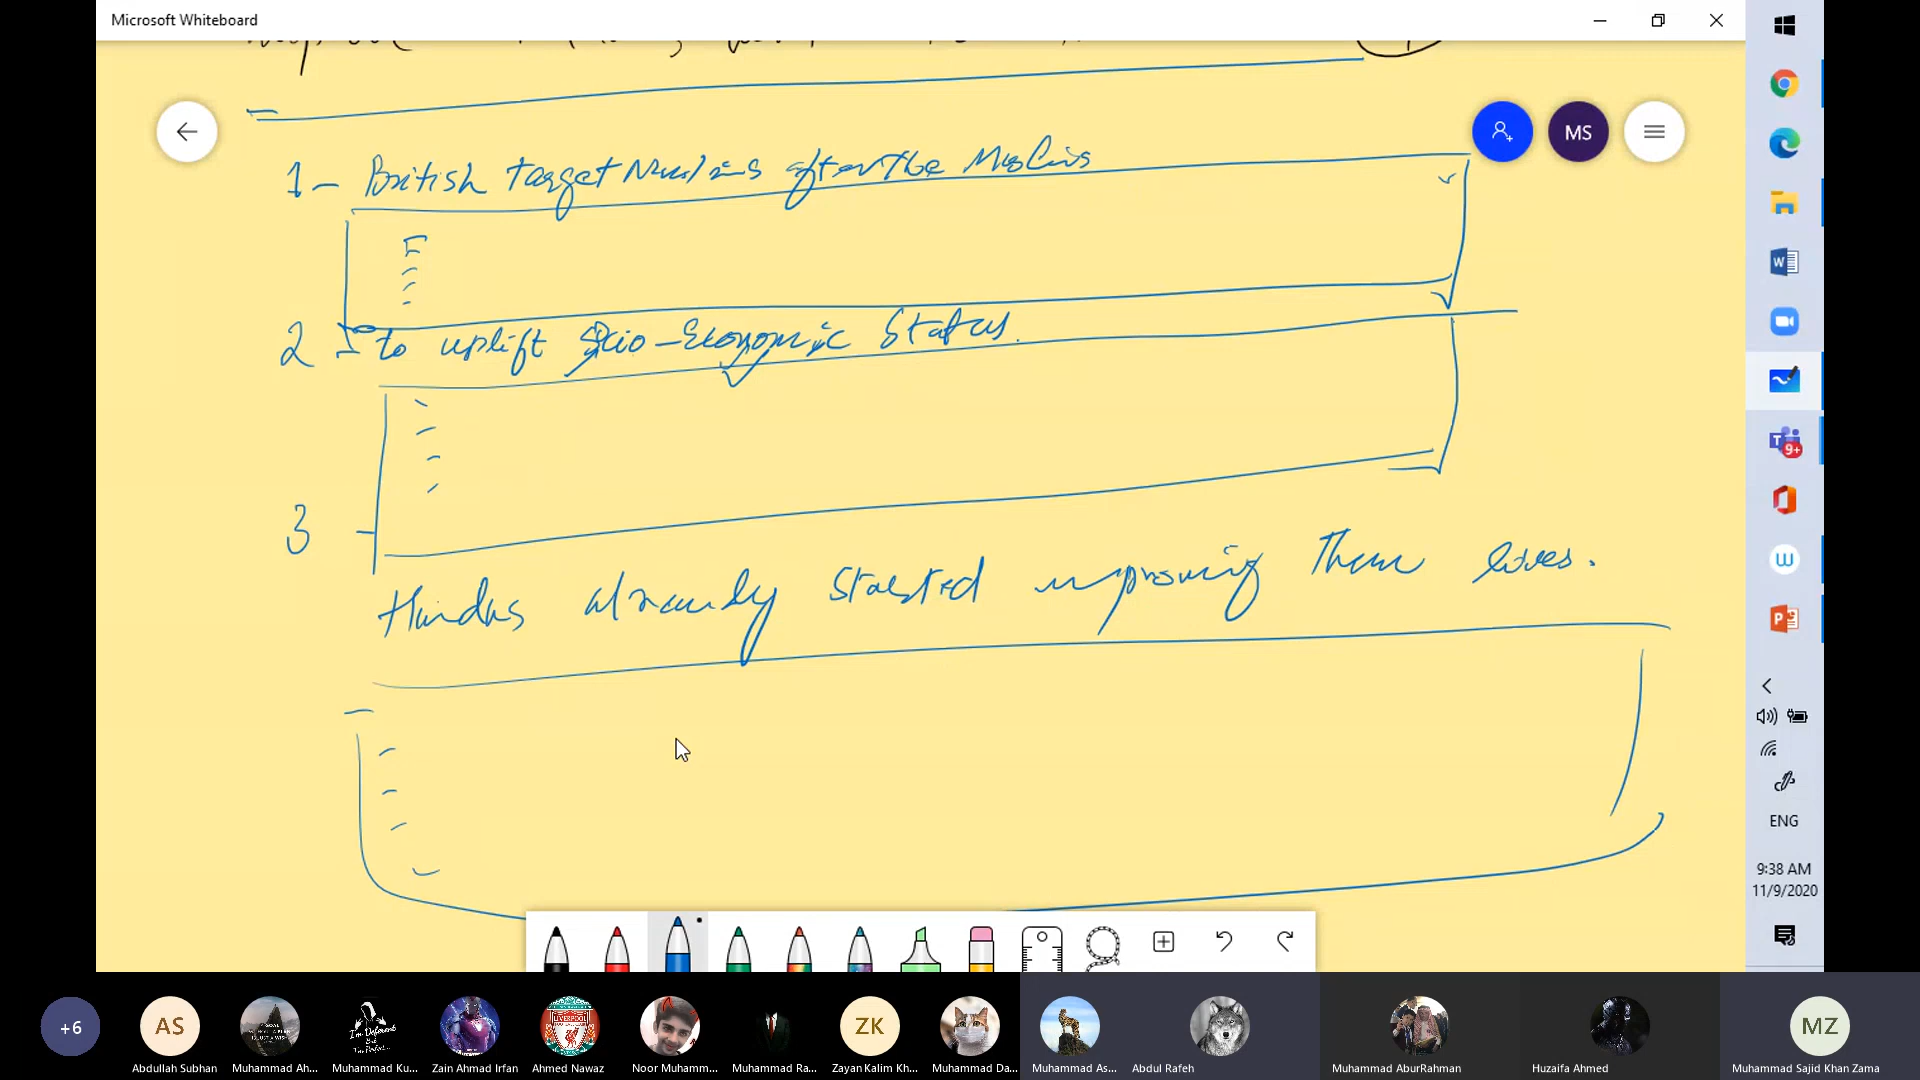 Microsoft Whiteboard
MS
1- British target Muslims after the Muslims
2 - to uplift Socio-Economic Status.
3
Hindus already started improving Them lives.
9+
ENG
9:38 AM
11/9/2020
+6
AS
ZK
MZ
Abdullah Subhan
Muhammad Ah...
Muhammad Ku...
Zain Ahmad Irfan
Ahmed Nawaz
Noor Muhamm...
Muhammad Ra...
Zayan Kalim Kh...
Muhammad Da...
Muhammad As...
Abdul Rafeh
Muhammad AburRahman
Huzaifa Ahmed
Muhammad Sajid Khan Zama